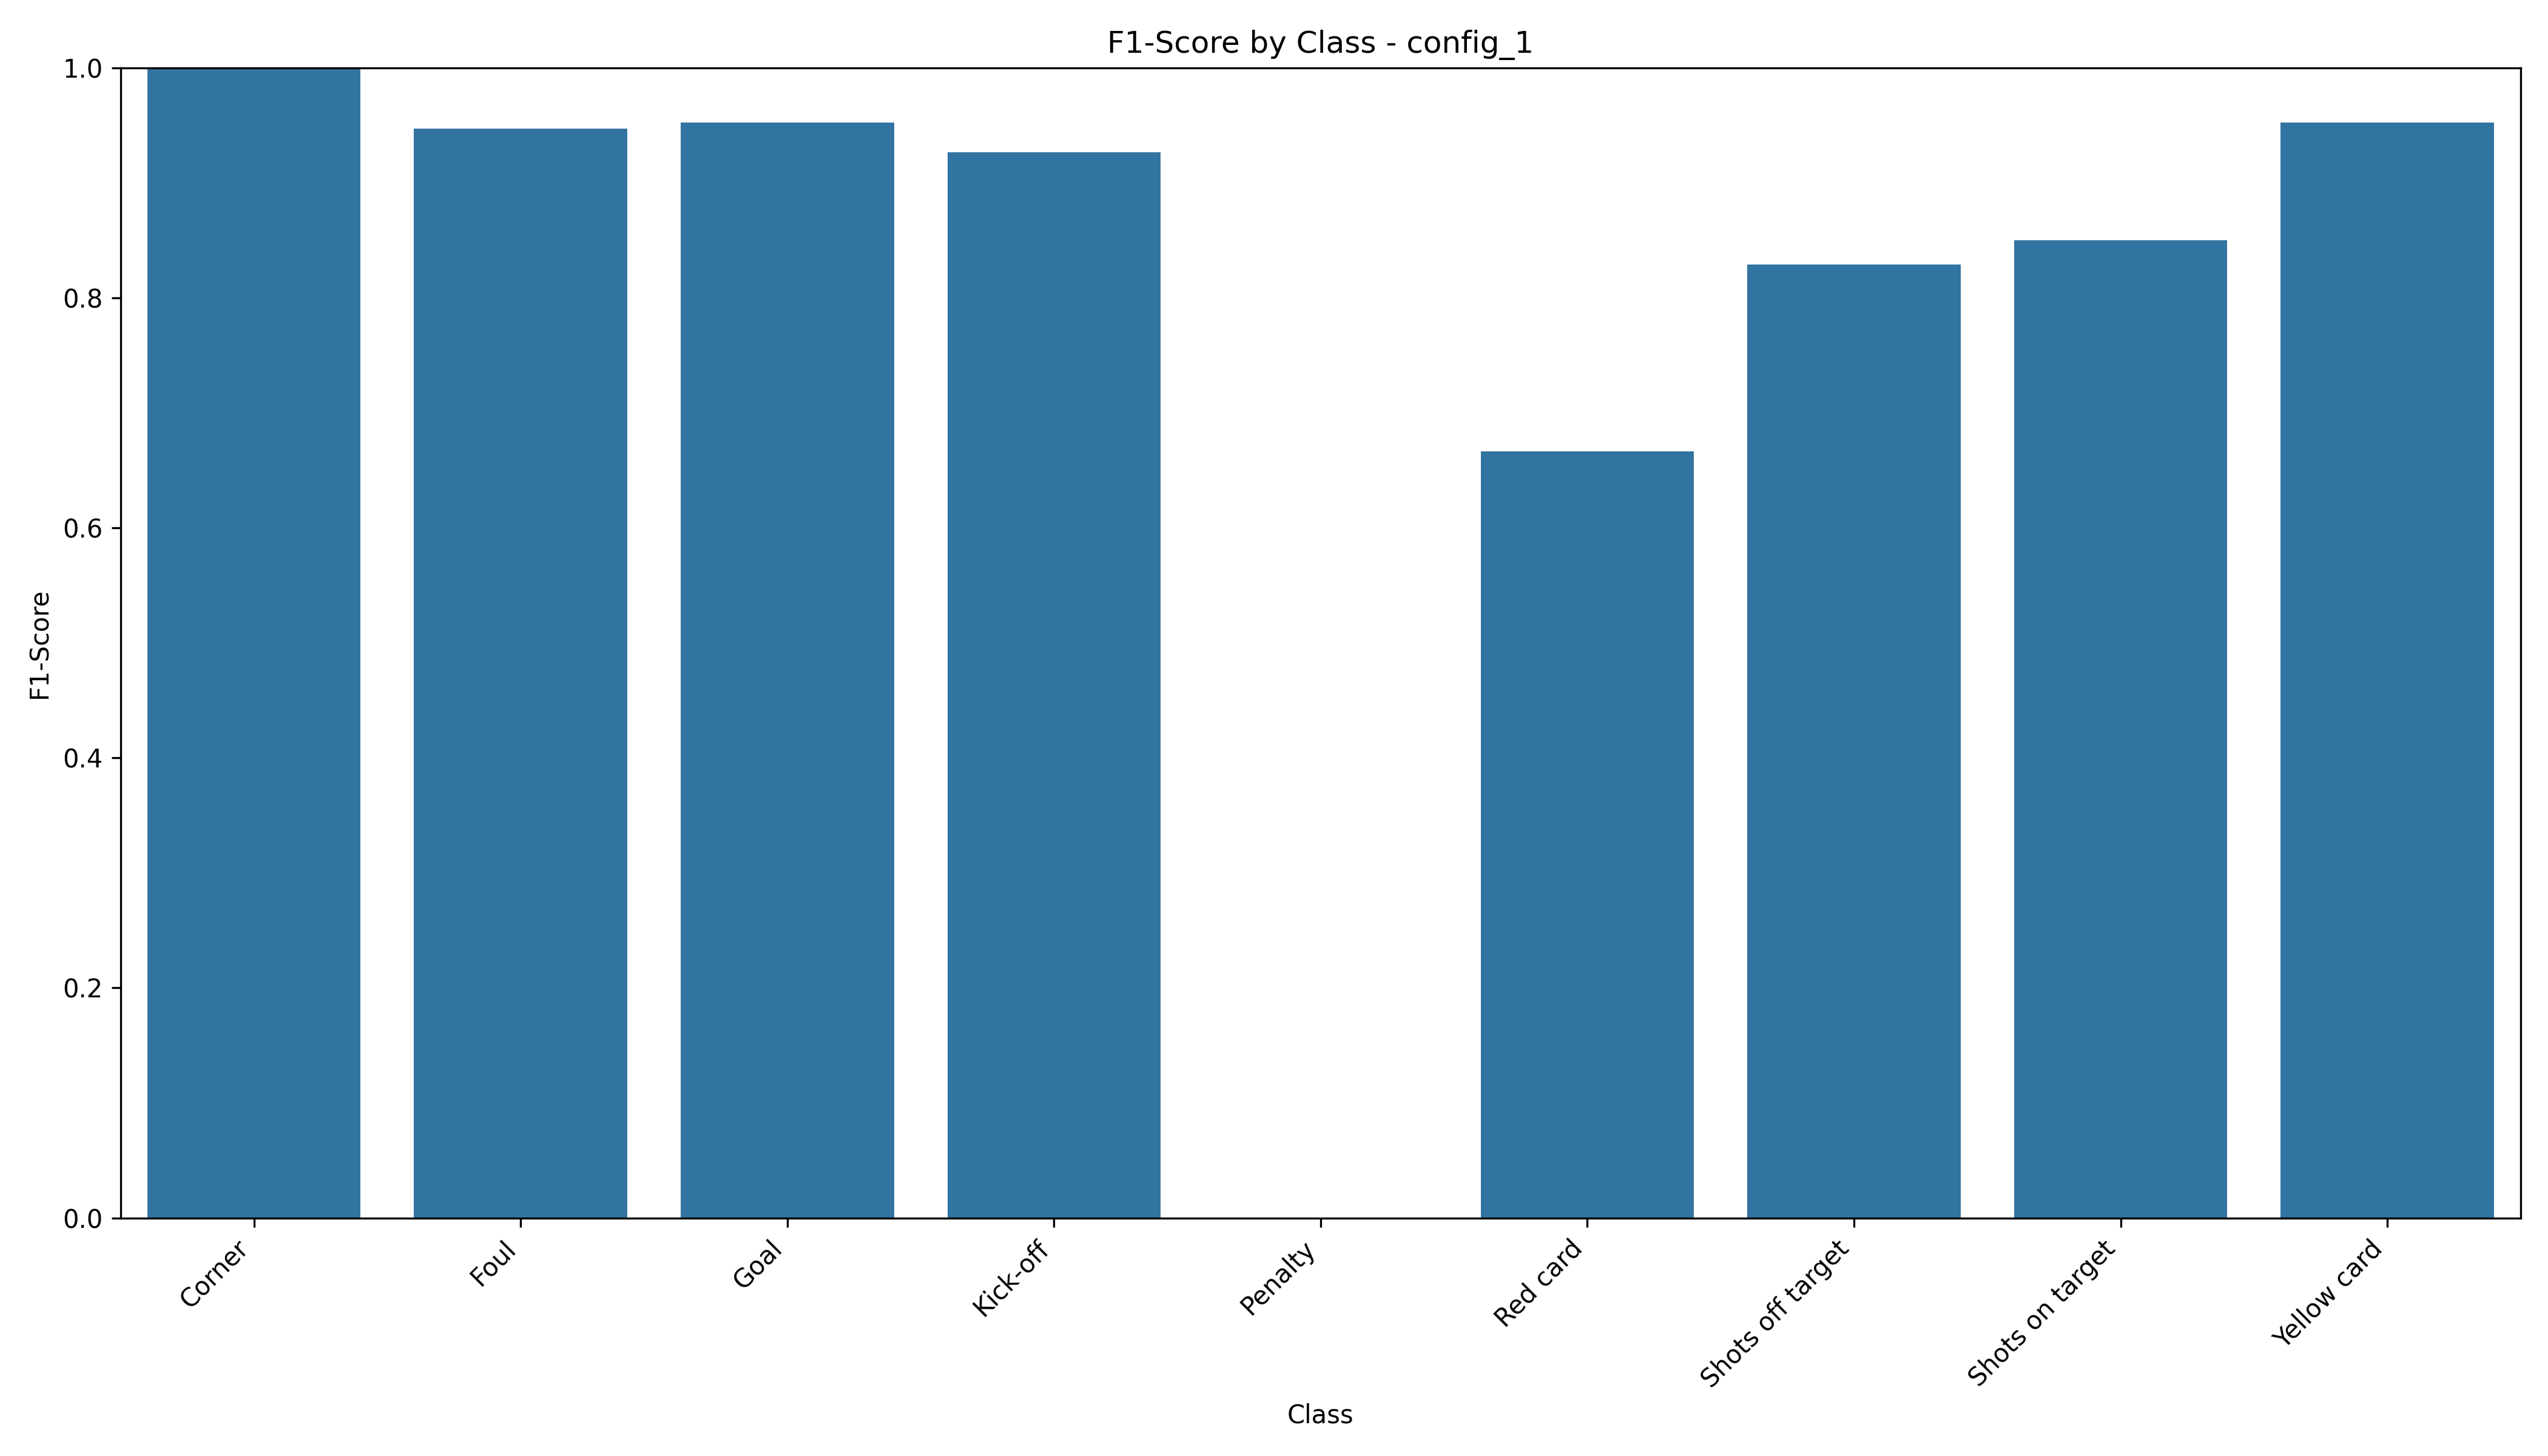 F1-Score by Class - config_1
1.0
0.8
0.6
0.4
0.2
0.0
F1-Score
Corner
Foul
Goal
Kick-off
Penalty
Red card
Shots off target
Shots on target
Yellow card
Class